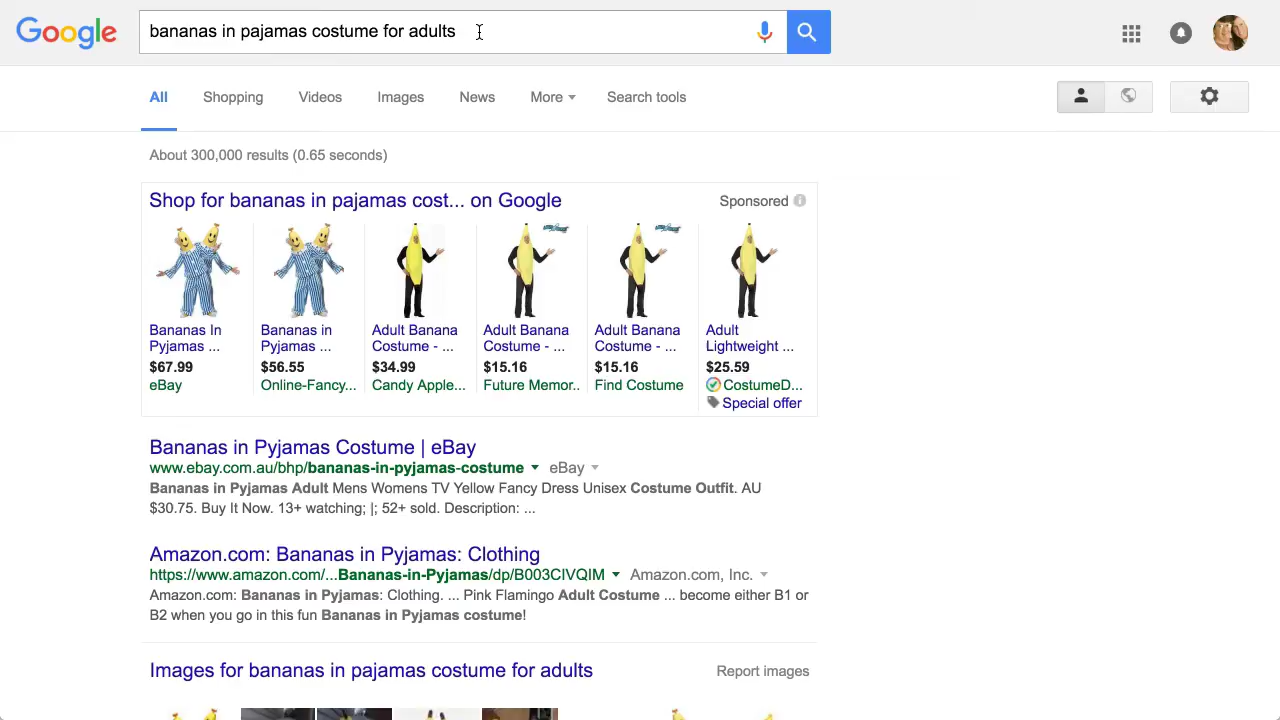 Google
bananas in pajamas costume for adults
All Shopping Videos Images News More Search tools
About 300,000 results (0.65 seconds)
Shop for bananas in pajamas cost... on Google Sponsored
Bananas In
Pyjamas ...
$67.99
eBay
Bananas in
Pyjamas ...
$56.55
Online-Fancy...
Adult Banana
Costume - ...
$34.99
Candy Apple...
Adult Banana
Costume - ...
$15.16
Future Memor..
Adult Banana
Costume - ...
$15.16
Find Costume
Adult
Lightweight ...
$25.59
CostumeD...
Special offer
Bananas in Pyjamas Costume | eBay
www.ebay.com.au/bhp/bananas-in-pyjamas-costume eBay
Bananas in Pyjamas Adult Mens Womens TV Yellow Fancy Dress Unisex Costume Outfit. AU
$30.75. Buy It Now. 13+ watching; |; 52+ sold. Description: ...
Amazon.com: Bananas in Pyjamas: Clothing
https://www.amazon.com/...Bananas-in-Pyjamas/dp/B003CIVQIM Amazon.com, Inc.
Amazon.com: Bananas in Pyjamas: Clothing. ... Pink Flamingo Adult Costume ... become either B1 or
B2 when you go in this fun Bananas in Pyjamas costume!
Images for bananas in pajamas costume for adults Report images